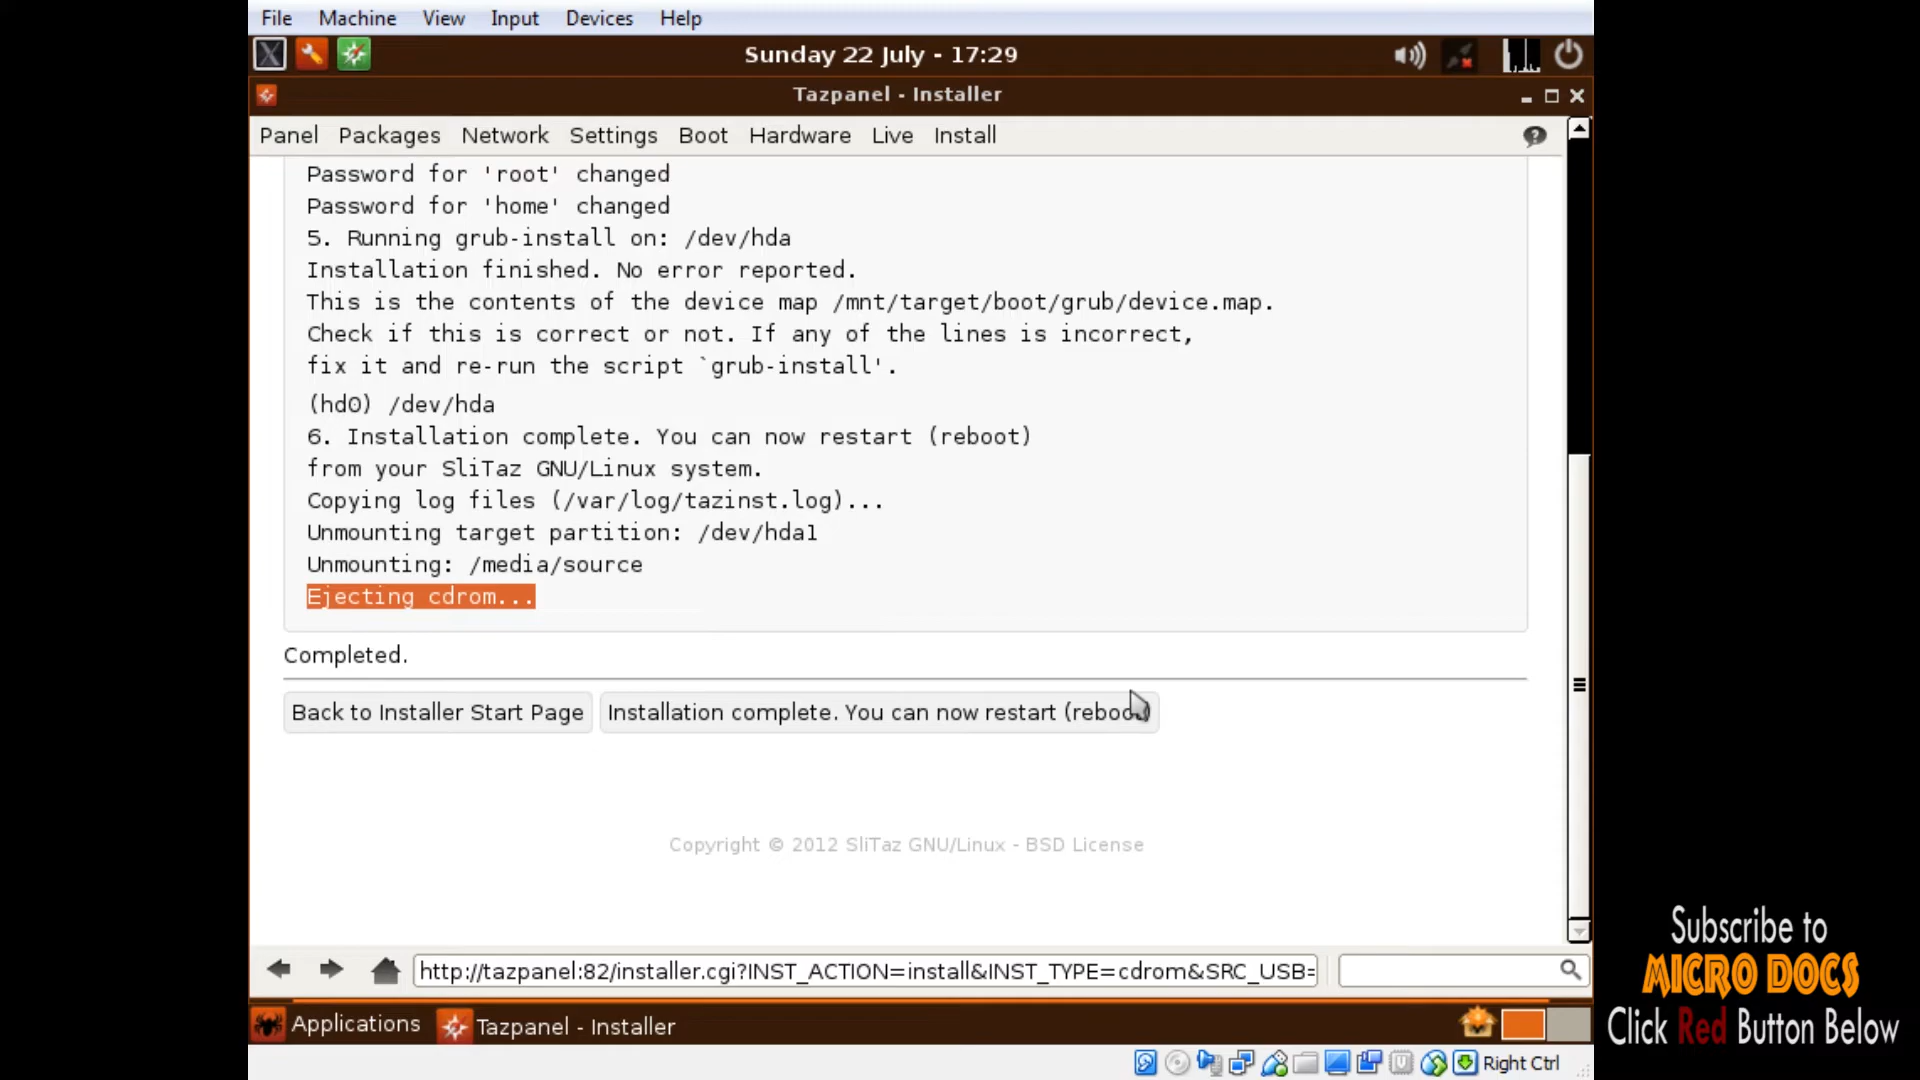 File Machine View Input Devices Help
Sunday 22 July - 17:29
Tazpanel - Installer
Panel Packages Network Settings Boot Hardware Live Install
Password for 'root' changed
Password for 'home' changed
5. Running grub-install on: /dev/hda
Installation finished. No error reported.
This is the contents of the device map /mnt/target/boot/grub/device.map.
Check if this is correct or not. If any of the lines is incorrect,
fix it and re-run the script `grub-install'.
(hd0) /dev/hda
6. Installation complete. You can now restart (reboot)
from your SliTaz GNU/Linux system.
Copying log files (/var/log/tazinst.log)...
Unmounting target partition: /dev/hda1
Unmounting: /media/source
Ejecting cdrom...
Completed.
Back to Installer Start Page Installation complete. You can now restart (reboot)
Copyright © 2012 SliTaz GNU/Linux - BSD License
http://tazpanel:82/installer.cgi?INST_ACTION=install&INST_TYPE=cdrom&SRC_USB=
Applications Tazpanel - Installer
Right Ctrl
Subscribe to
MICRO DOCS
Click Red Button Below